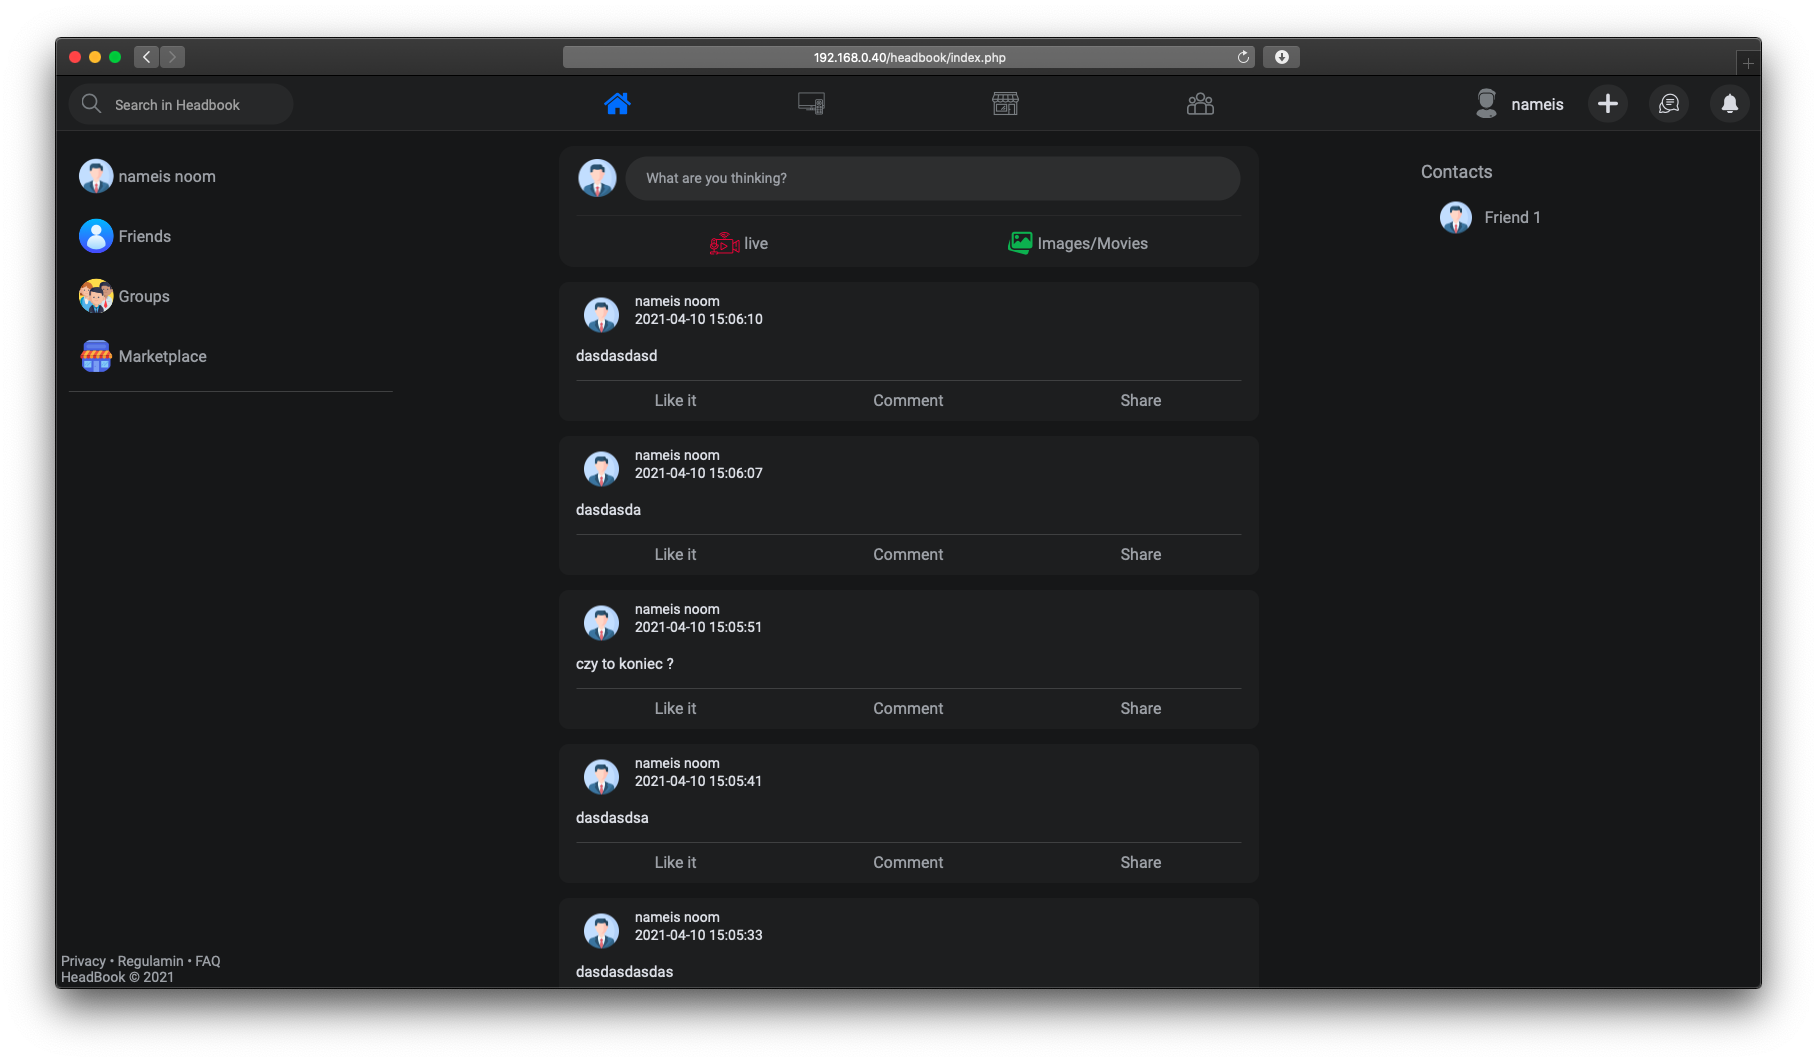 192.168.0.40/headbook/index.php
Search in Headbook
nameis
nameis noom
Friends
Groups
Marketplace
What are you thinking?
live
Images/Movies
nameis noom
2021-04-10 15:06:10
dasdasdasd
Like it
Comment
Share
nameis noom
2021-04-10 15:06:07
dasdasda
Like it
Comment
Share
nameis noom
2021-04-10 15:05:51
czy to koniec ?
Like it
Comment
Share
nameis noom
2021-04-10 15:05:41
dasdasdsa
Like it
Comment
Share
nameis noom
2021-04-10 15:05:33
dasdasdasdas
Contacts
Friend 1
Privacy • Regulamin • FAQ
HeadBook © 2021